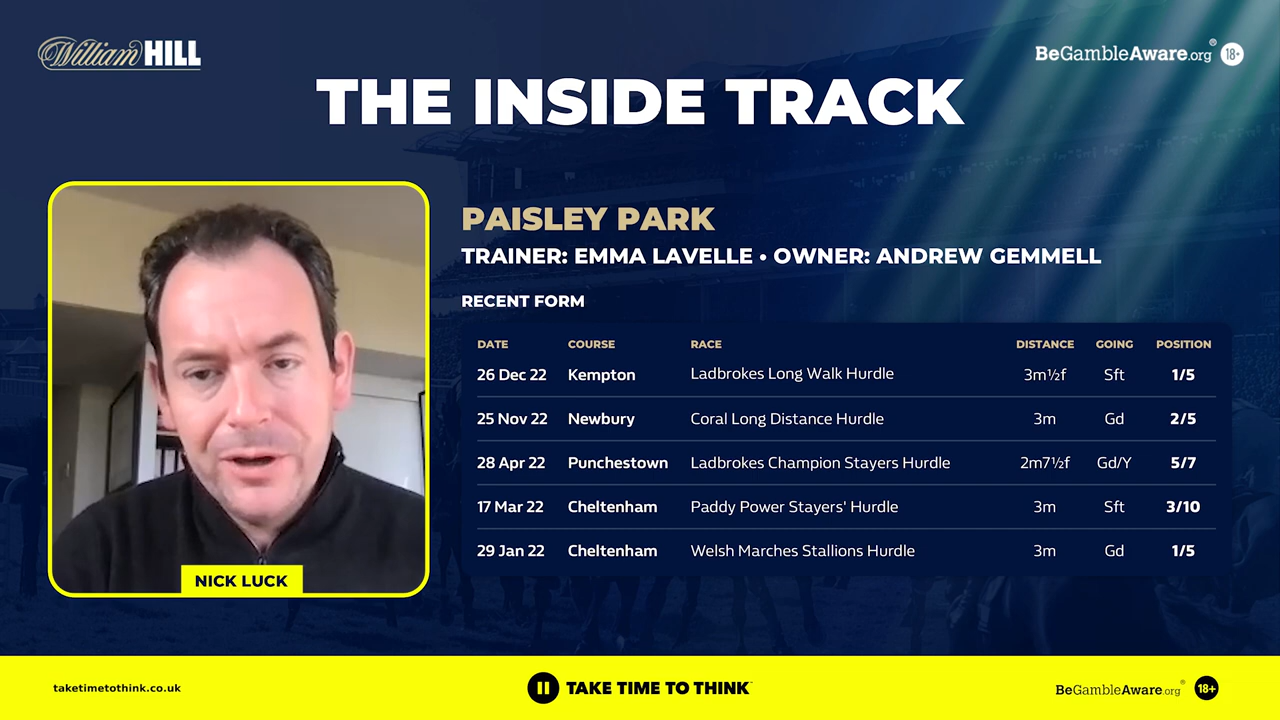 William HILL
BeGambleAware.org® 18+
THE INSIDE TRACK
PAISLEY PARK
TRAINER: EMMA LAVELLE • OWNER: ANDREW GEMMELL
RECENT FORM
DATE COURSE RACE DISTANCE GOING POSITION
26 Dec 22 Kempton Ladbrokes Long Walk Hurdle 3m½f Sft 1/5
25 Nov 22 Newbury Coral Long Distance Hurdle 3m Gd 2/5
28 Apr 22 Punchestown Ladbrokes Champion Stayers Hurdle 2m7½f Gd/Y 5/7
17 Mar 22 Cheltenham Paddy Power Stayers' Hurdle 3m Sft 3/10
29 Jan 22 Cheltenham Welsh Marches Stallions Hurdle 3m Gd 1/5
NICK LUCK
taketimetothink.co.uk
TAKE TIME TO THINK™
BeGambleAware.org® 18+